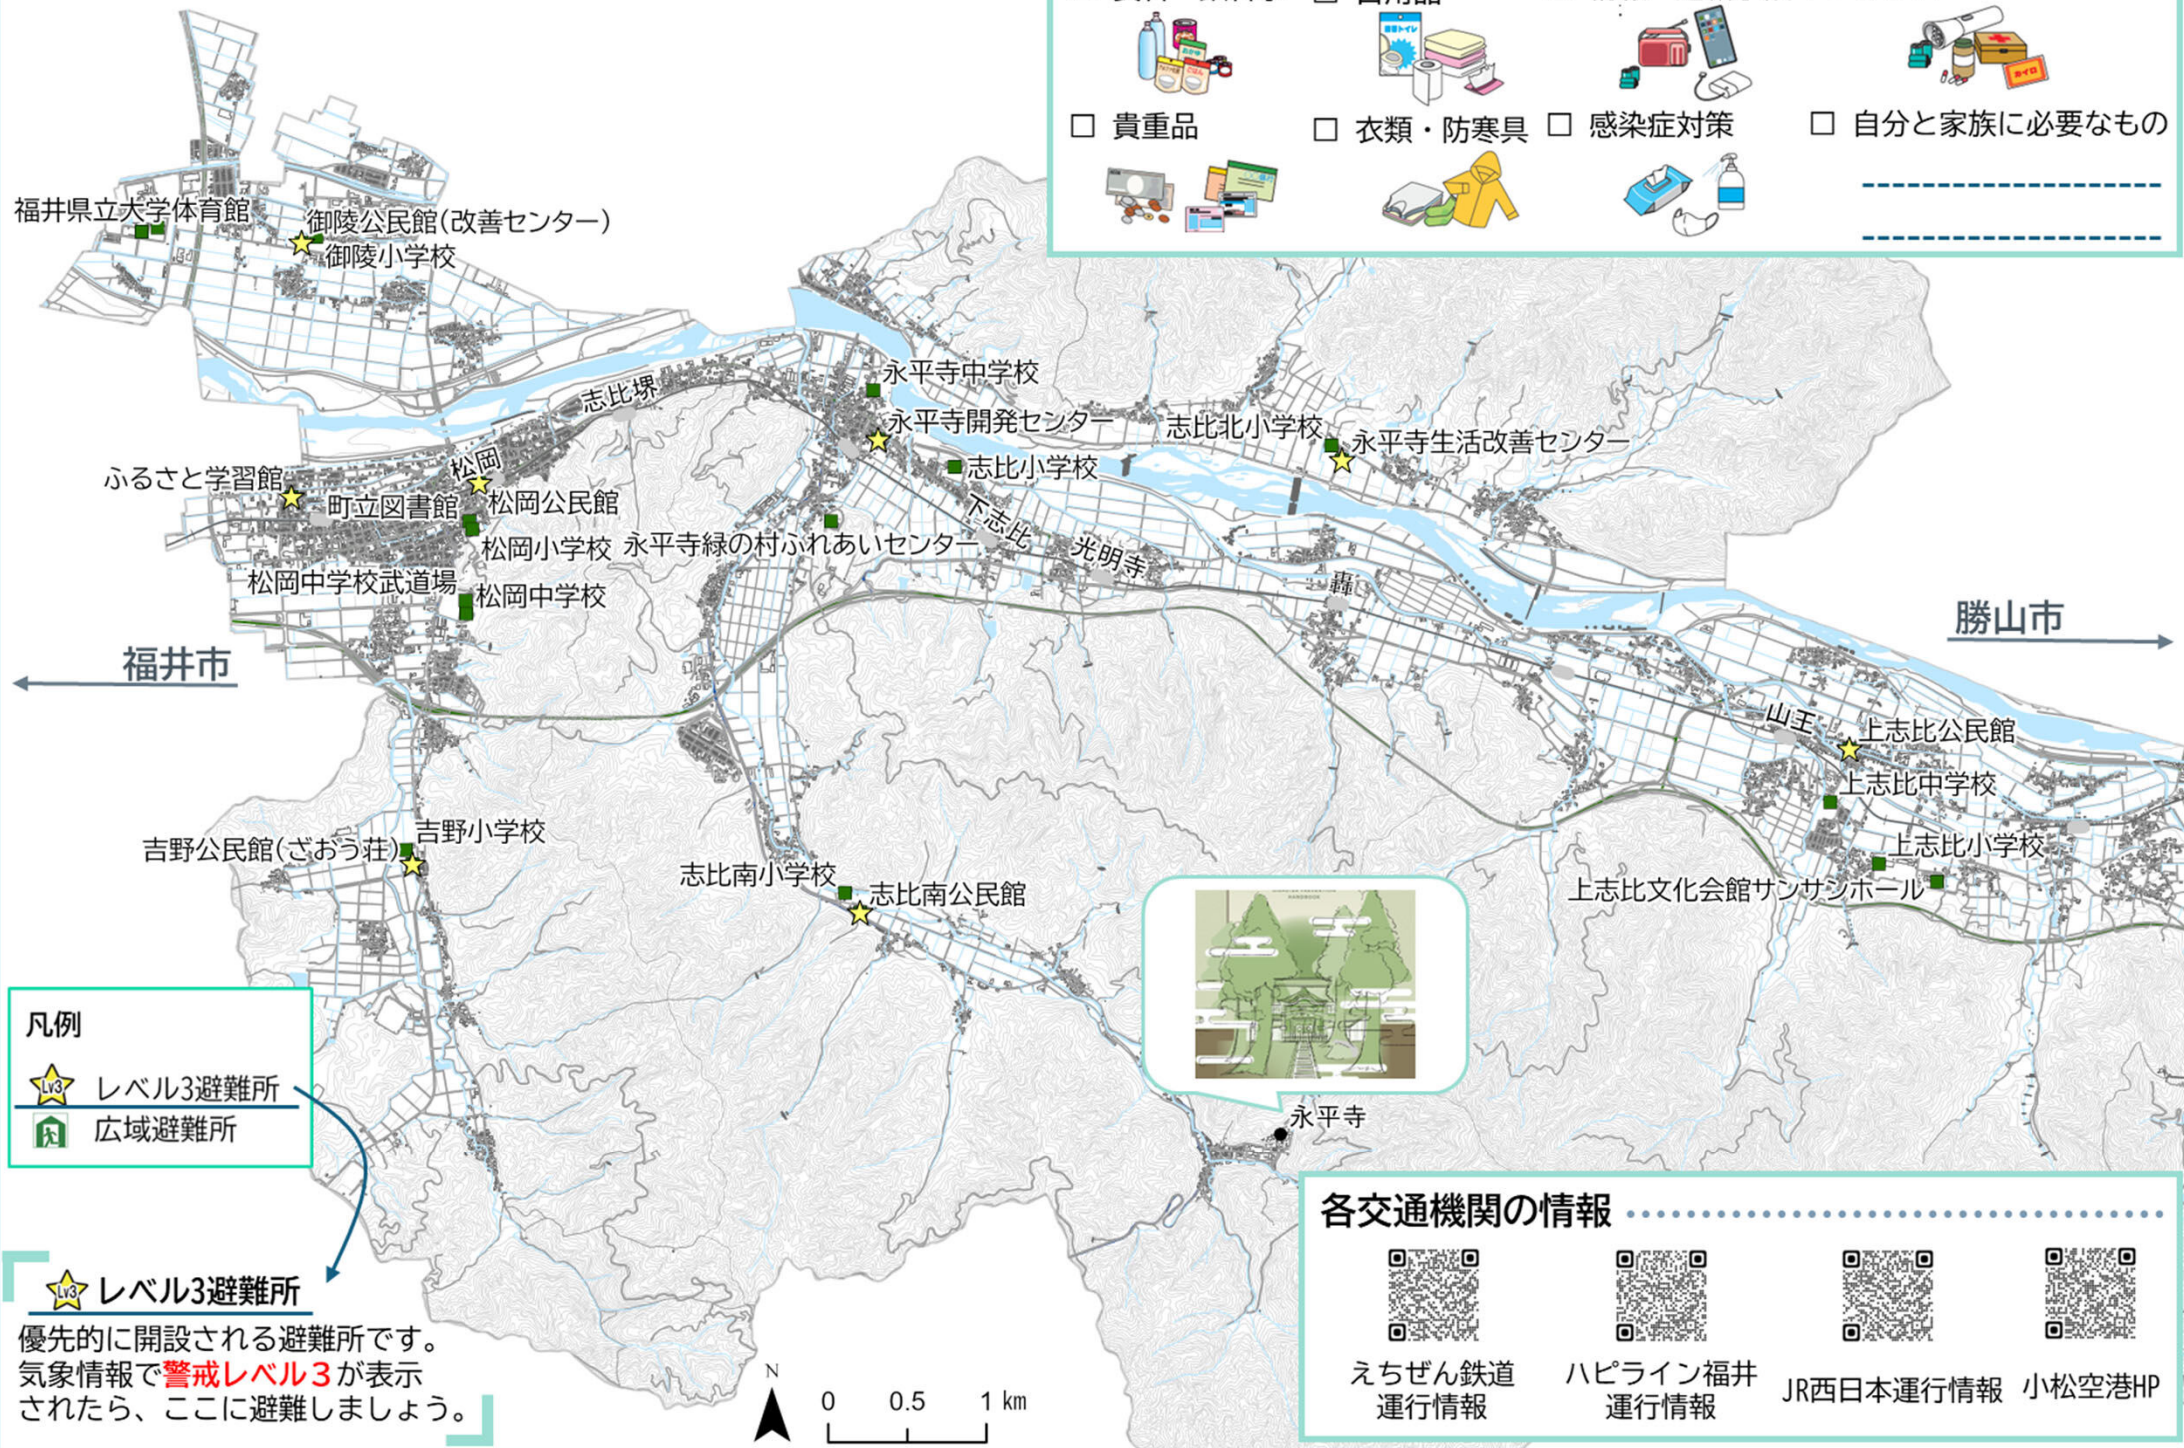 □ 貴重品
□ 衣類・防寒具
□ 感染症対策
□ 自分と家族に必要なもの
カイロ
福井県立大学体育館
御陵公民館(改善センター)
御陵小学校
永平寺中学校
志比堺
永平寺開発センター
志比北小学校
永平寺生活改善センター
志比小学校
松岡
ふるさと学習館
町立図書館
松岡公民館
下志比
松岡小学校
永平寺緑の村ふれあいセンター
光明寺
松岡中学校武道場
松岡中学校
轟
勝山市
福井市
山王
上志比公民館
上志比中学校
吉野小学校
吉野公民館(ざおう荘)
上志比小学校
志比南小学校
志比南公民館
上志比文化会館サンサンホール
永平寺
凡例
Lv3 レベル3避難所
広域避難所
Lv3 レベル3避難所
優先的に開設される避難所です。
気象情報で警戒レベル3が表示
されたら、ここに避難しましょう。
N
0 0.5 1 km
各交通機関の情報
えちぜん鉄道
運行情報
ハピライン福井
運行情報
JR西日本運行情報
小松空港HP